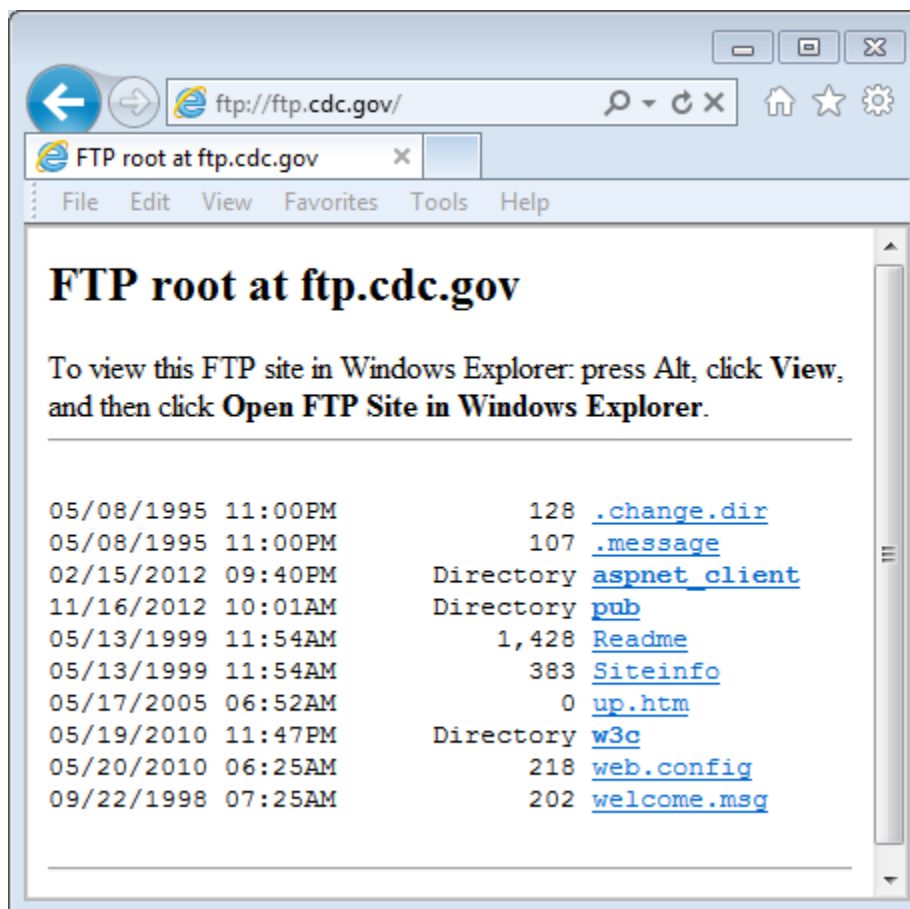 ftp://ftp.cdc.gov/
FTP root at ftp.cdc.gov
File Edit View Favorites Tools Help
FTP root at ftp.cdc.gov
To view this FTP site in Windows Explorer: press Alt, click View,
and then click Open FTP Site in Windows Explorer.
05/08/1995 11:00PM 128 .change.dir
05/08/1995 11:00PM 107 .message
02/15/2012 09:40PM Directory aspnet_client
11/16/2012 10:01AM Directory pub
05/13/1999 11:54AM 1,428 Readme
05/13/1999 11:54AM 383 Siteinfo
05/17/2005 06:52AM 0 up.htm
05/19/2010 11:47PM Directory w3c
05/20/2010 06:25AM 218 web.config
09/22/1998 07:25AM 202 welcome.msg